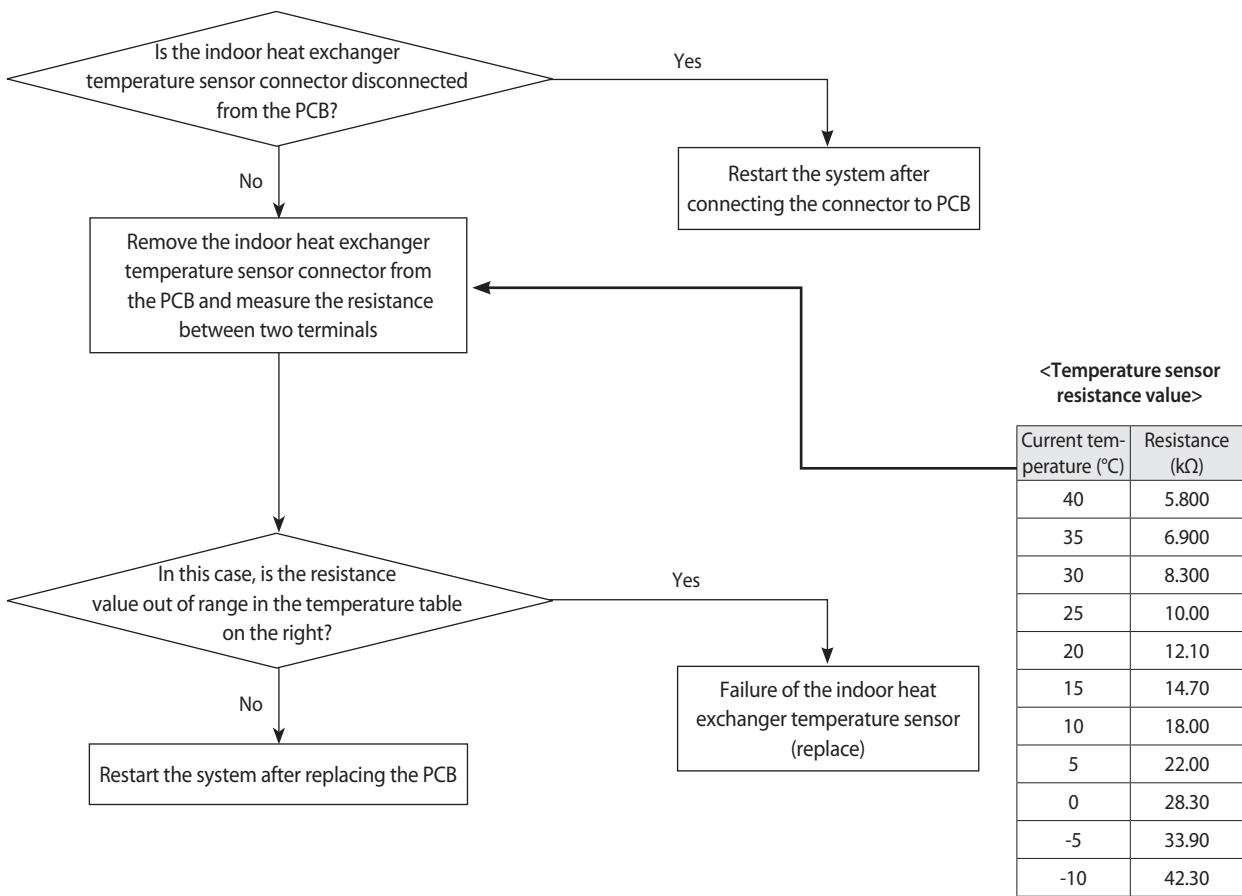 Is the indoor heat exchanger
temperature sensor connector disconnected
from the PCB?
Yes
Restart the system after
connecting the connector to PCB
No
Remove the indoor heat exchanger
temperature sensor connector from
the PCB and measure the resistance
between two terminals
In this case, is the resistance
value out of range in the temperature table
on the right?
Yes
Failure of the indoor heat
exchanger temperature sensor
(replace)
No
Restart the system after replacing the PCB
<Temperature sensor
resistance value>
Current tem- Resistance
perature (°C) (kΩ)
40 5.800
35 6.900
30 8.300
25 10.00
20 12.10
15 14.70
10 18.00
5 22.00
0 28.30
-5 33.90
-10 42.30